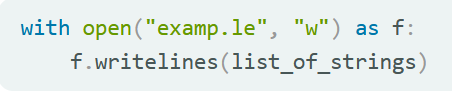 with open("examp.le", "w") as f:
    f.writelines(list_of_strings)